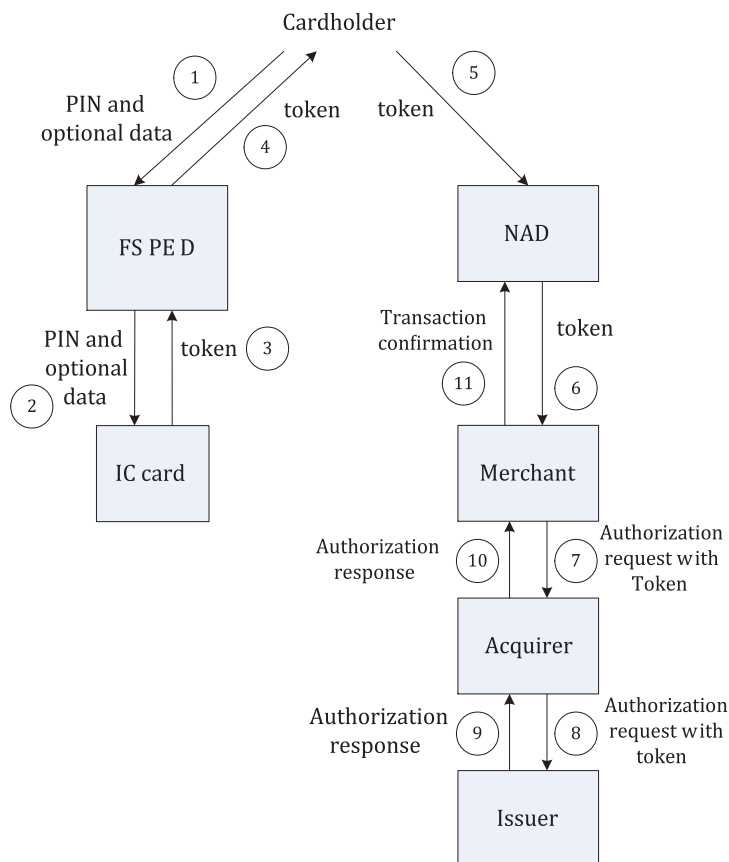 Cardholder
1
PIN and
optional data
4
token
5
token
FS PE D
NAD
PIN and
optional
data
2
token
3
Transaction
confirmation
11
token
6
IC card
Merchant
Authorization
response
10
7
Authorization
request with
Token
Acquirer
Authorization
response
9
8
Authorization
request with
token
Issuer